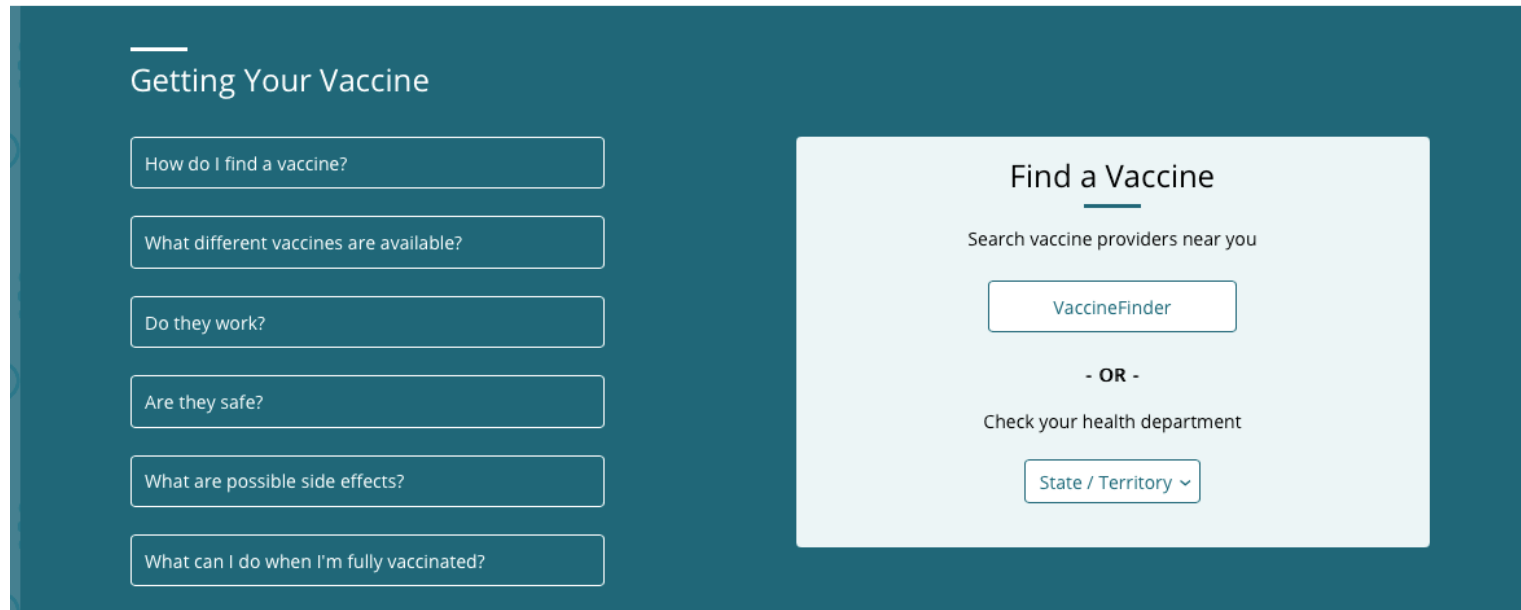 Getting Your Vaccine
How do I find a vaccine?
What different vaccines are available?
Do they work?
Are they safe?
What are possible side effects?
What can I do when I'm fully vaccinated?
Find a Vaccine
Search vaccine providers near you
VaccineFinder
- OR -
Check your health department
State / Territory